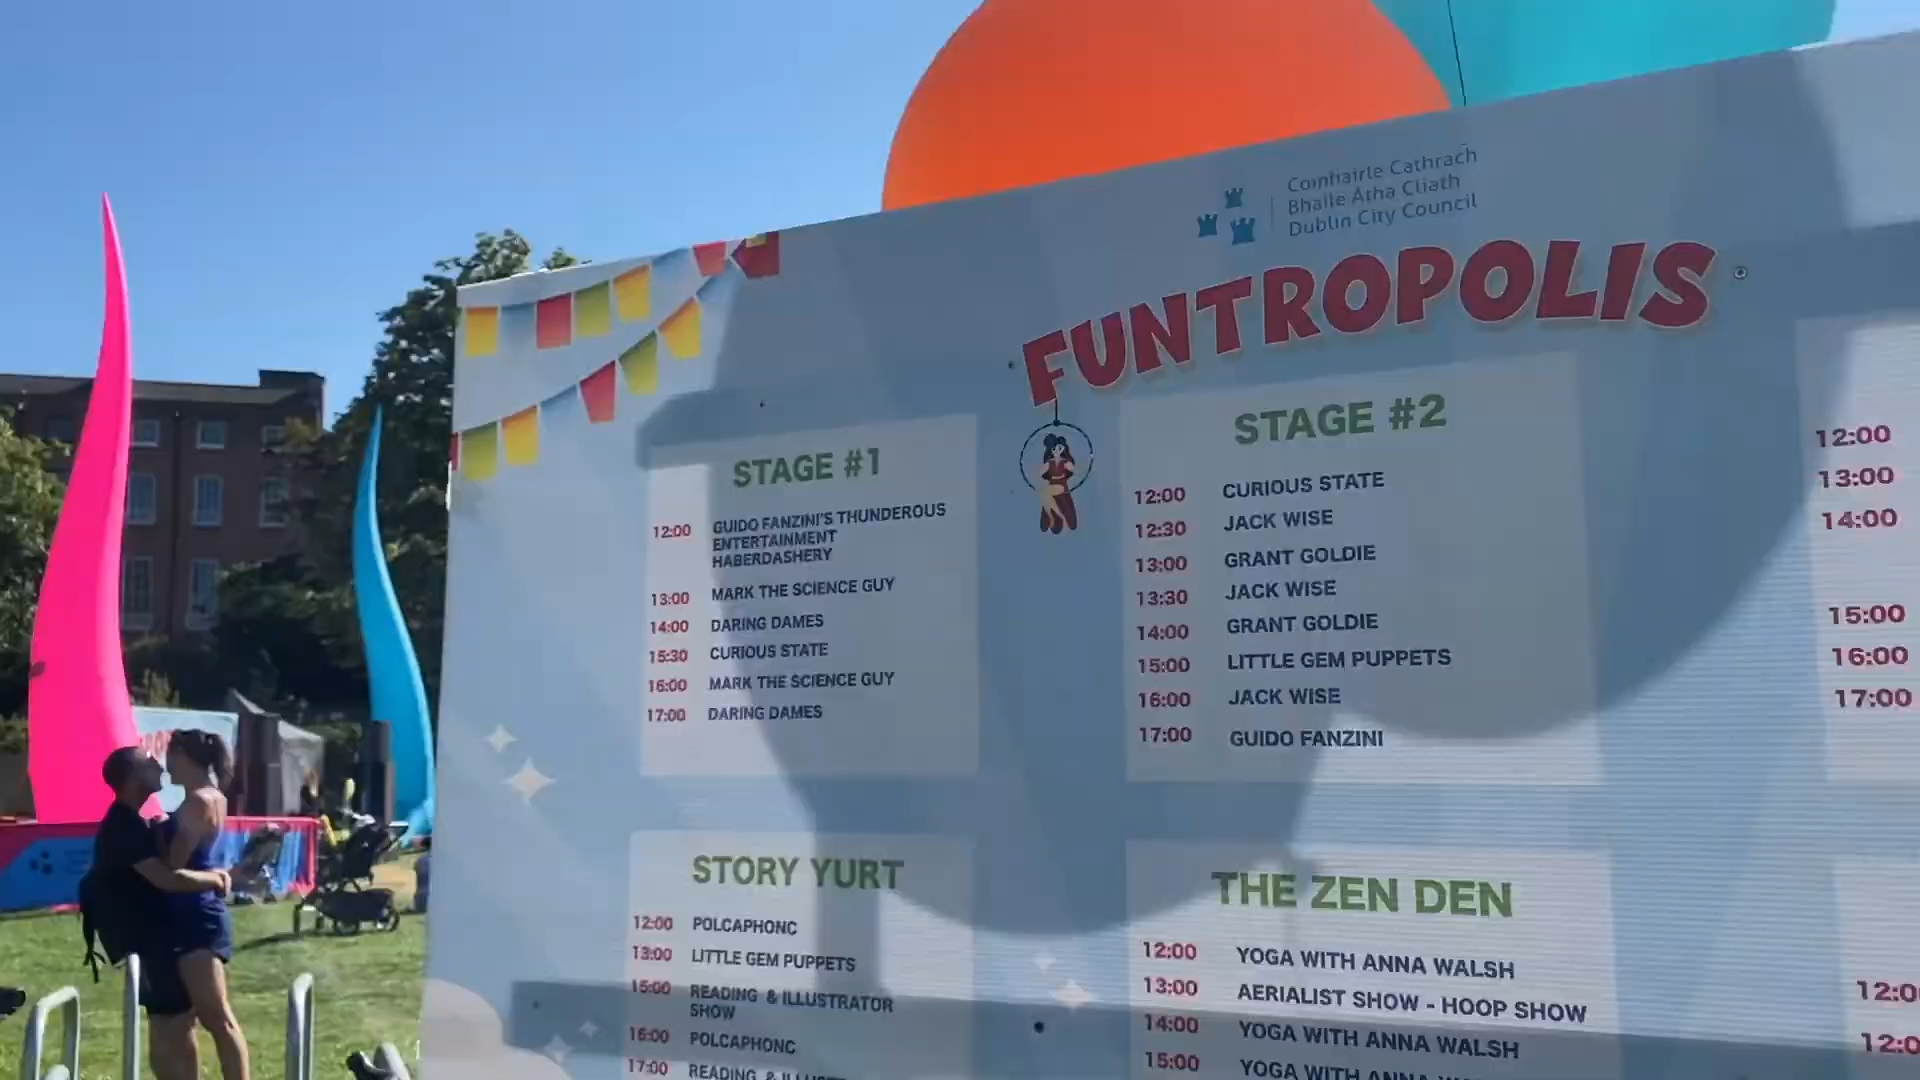 Comhairle Cathrach
Bhaile Átha Cliath
Dublin City Council
FUNTROPOLIS
STAGE #1
12:00 GUIDO FANZINI'S THUNDEROUS
ENTERTAINMENT
HABERDASHERY
13:00 MARK THE SCIENCE GUY
14:00 DARING DAMES
15:30 CURIOUS STATE
16:00 MARK THE SCIENCE GUY
17:00 DARING DAMES
STAGE #2
12:00 CURIOUS STATE
12:30 JACK WISE
13:00 GRANT GOLDIE
13:30 JACK WISE
14:00 GRANT GOLDIE
15:00 LITTLE GEM PUPPETS
16:00 JACK WISE
17:00 GUIDO FANZINI
12:00
13:00
14:00
15:00
16:00
17:00
STORY YURT
12:00 POLCAPHONC
13:00 LITTLE GEM PUPPETS
15:00 READING & ILLUSTRATOR
SHOW
16:00 POLCAPHONC
17:00 READING &
THE ZEN DEN
12:00 YOGA WITH ANNA WALSH
13:00 AERIALIST SHOW - HOOP SHOW
14:00 YOGA WITH ANNA WALSH
15:00 YOGA WITH ANNA
12:0
12:0